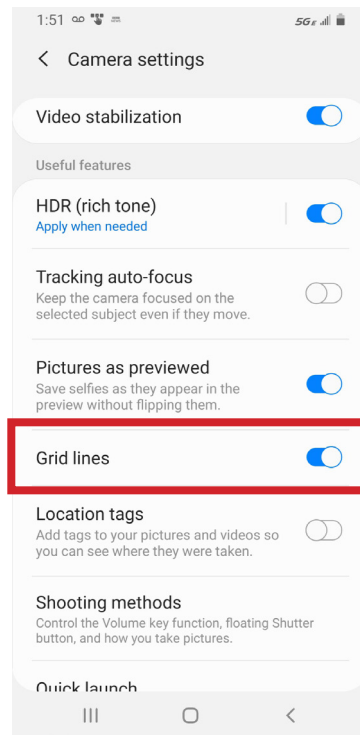 1:51
5G E
Camera settings
Video stabilization
Useful features
HDR (rich tone)
Apply when needed
Tracking auto-focus
Keep the camera focused on the
selected subject even if they move.
Pictures as previewed
Save selfies as they appear in the
preview without flipping them.
Grid lines
Location tags
Add tags to your pictures and videos so
you can see where they were taken.
Shooting methods
Control the Volume key function, floating Shutter
button, and how you take pictures.
Quick launch